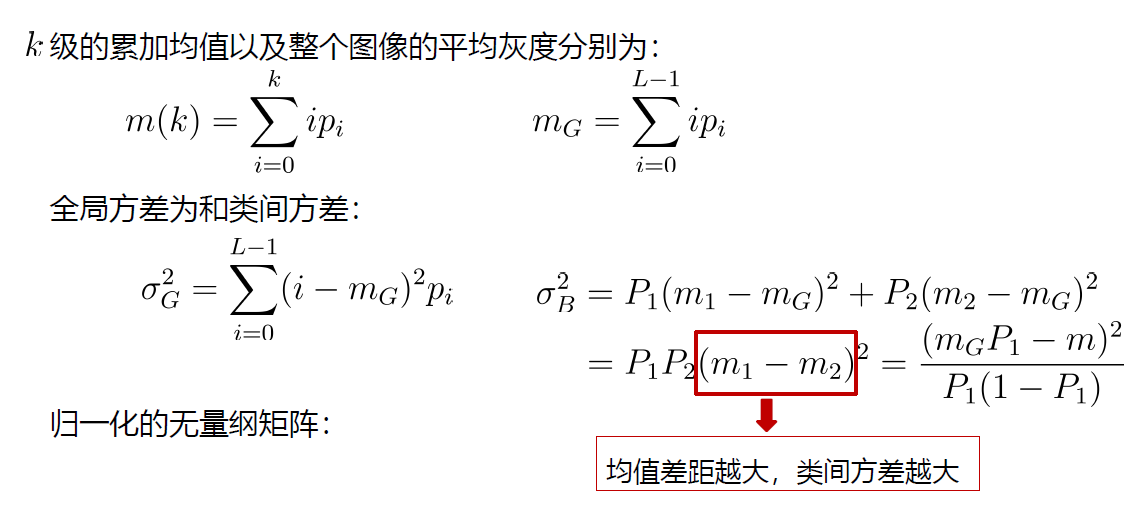 k 级的累加均值以及整个图像的平均灰度分别为：
m(k) = \sum_{i=0}^{k} ip_i    m_G = \sum_{i=0}^{L-1} ip_i
全局方差为和类间方差：
\sigma_G^2 = \sum_{i=0}^{L-1} (i - m_G)^2 p_i    \sigma_B^2 = P_1(m_1 - m_G)^2 + P_2(m_2 - m_G)^2
= P_1 P_2 (m_1 - m_2)^2 = \frac{(m_G P_1 - m)^2}{P_1(1 - P_1)}
归一化的无量纲矩阵：
均值差距越大，类间方差越大